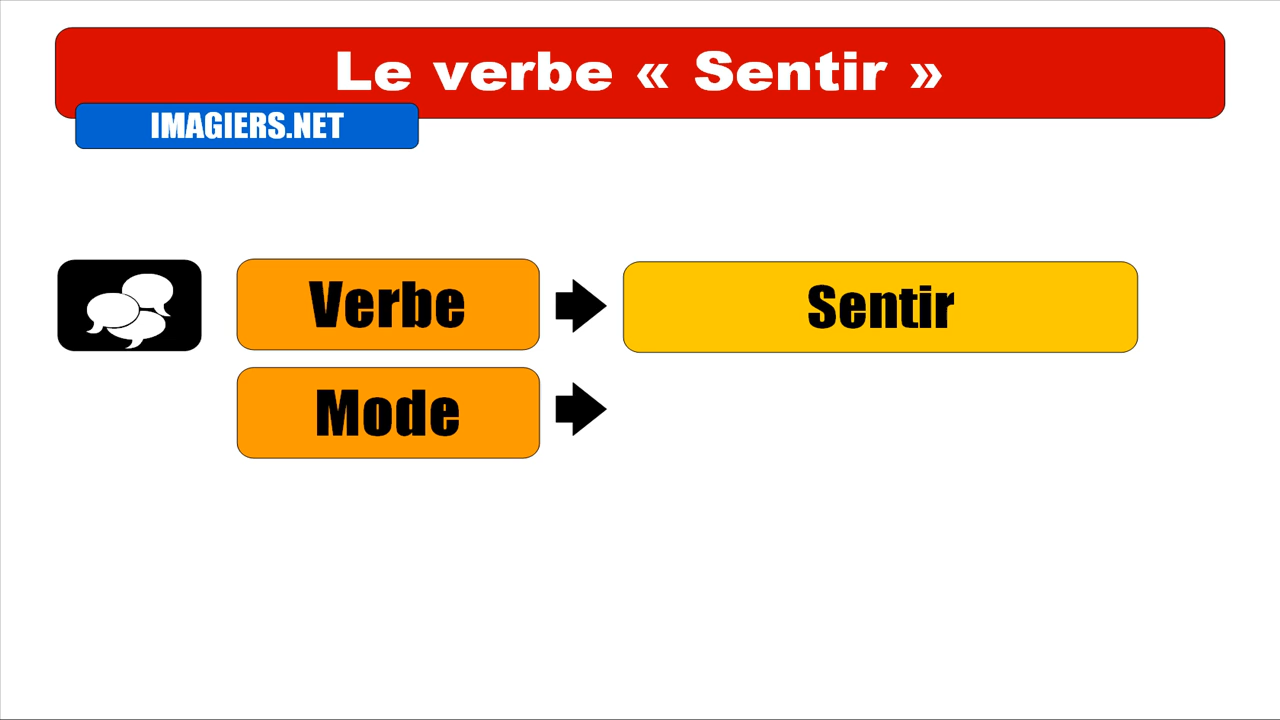 Le verbe « Sentir »
IMAGIERS.NET
Verbe
Sentir
Mode